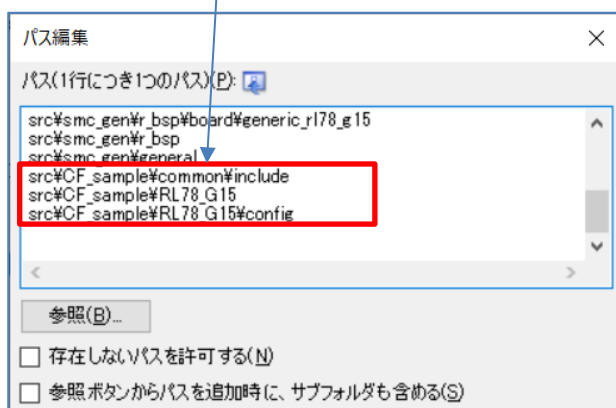 パス編集
パス(1行につき1つのパス)(P):
src¥smc_gen¥r_bsp¥board¥generic_rl78_g15
src¥smc_gen¥r_bsp
src¥smc_gen¥general
src¥CF_sample¥common¥include
src¥CF_sample¥RL78_G15
src¥CF_sample¥RL78_G15¥config
参照(B)...
存在しないパスを許可する(N)
参照ボタンからパスを追加時に、サブフォルダも含める(S)